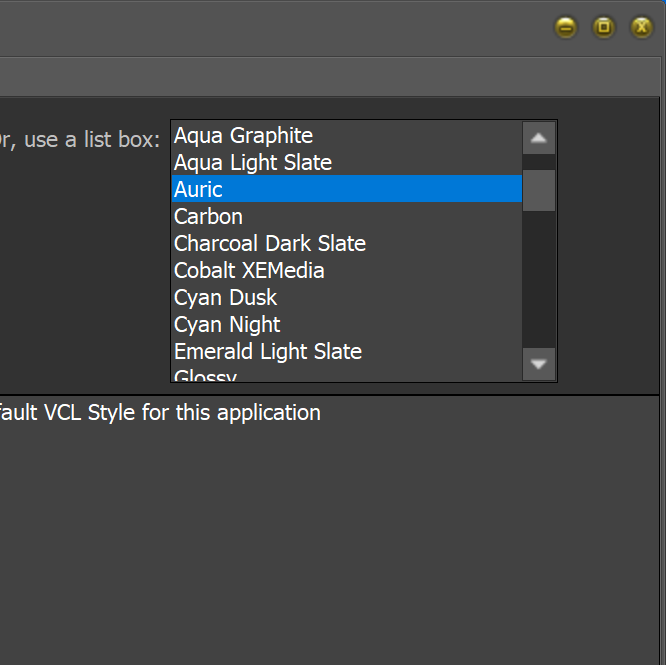 r, use a list box:
Aqua Graphite
Aqua Light Slate
Auric
Carbon
Charcoal Dark Slate
Cobalt XEMedia
Cyan Dusk
Cyan Night
Emerald Light Slate
Glossy
fault VCL Style for this application